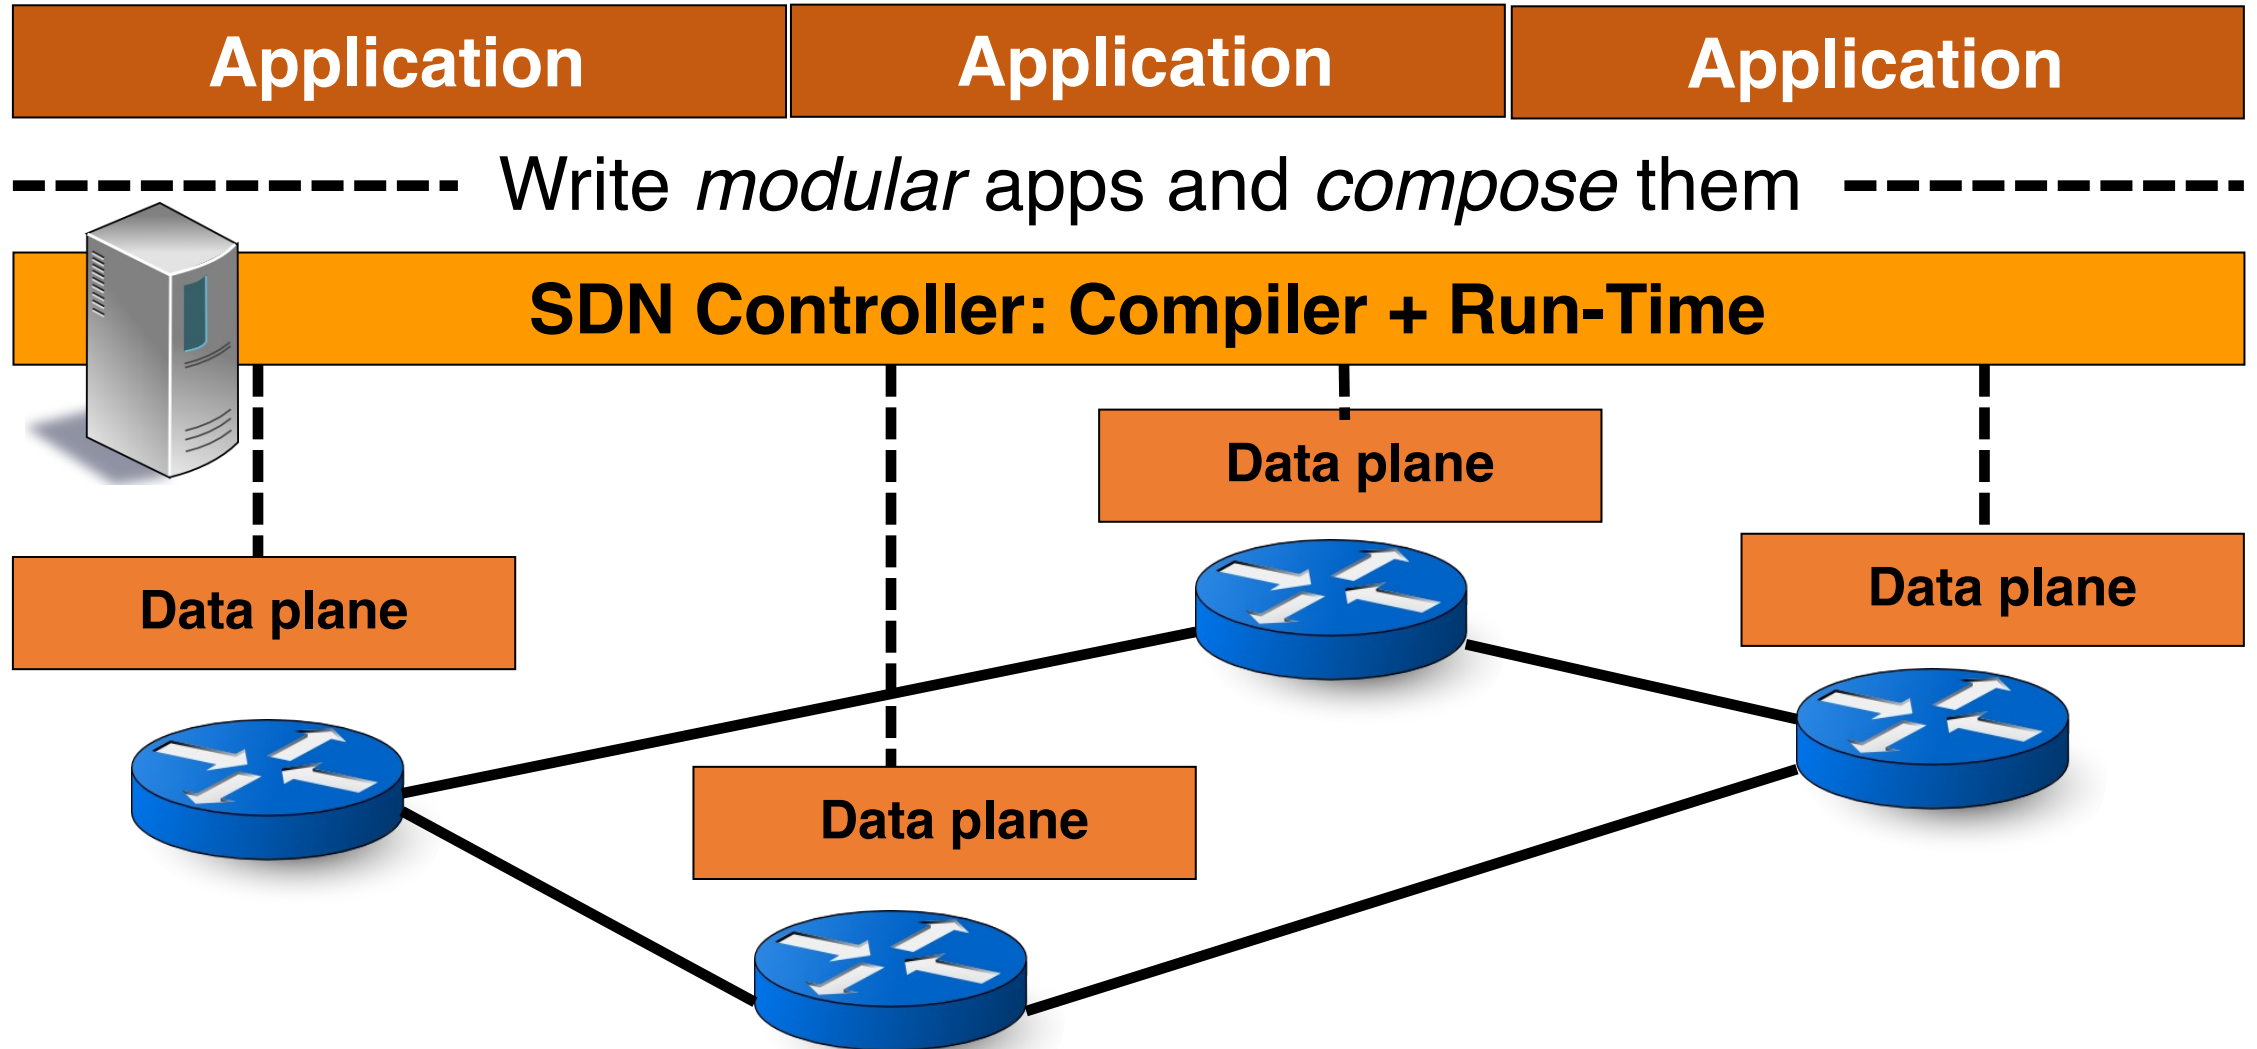 Application
Application
Application
Write modular apps and compose them
SDN Controller: Compiler + Run-Time
Data plane
Data plane
Data plane
Data plane